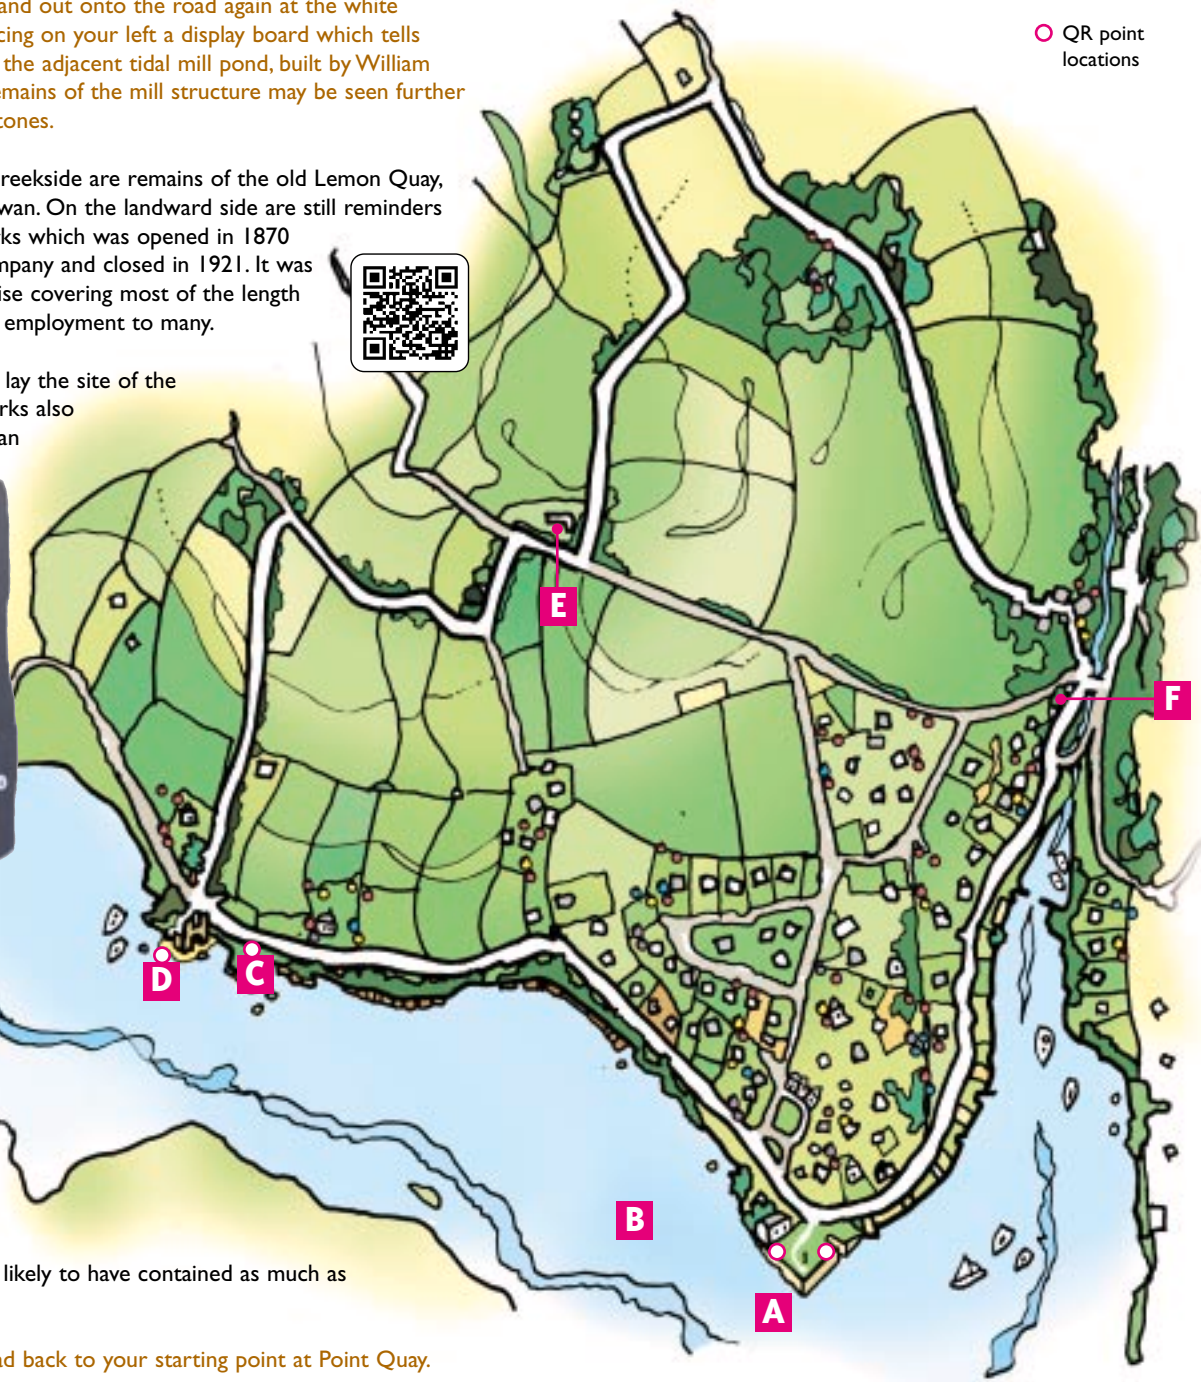 and out onto the road again at the white
cing on your left a display board which tells
the adjacent tidal mill pond, built by William
emains of the mill structure may be seen further
tones.
reekside are remains of the old Lemon Quay,
wan. On the landward side are still reminders
rks which was opened in 1870
mpany and closed in 1921. It was
ise covering most of the length
employment to many.
lay the site of the
rks also
an
QR point
locations
E
F
D
C
B
A
likely to have contained as much as
ad back to your starting point at Point Quay.